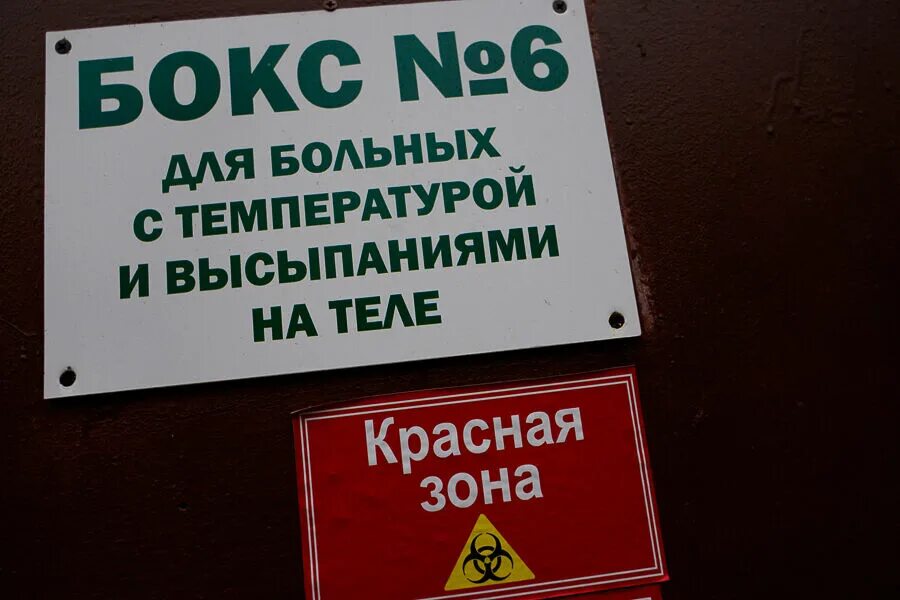 БОКС №6
ДЛЯ БОЛЬНЫХ
С ТЕМПЕРАТУРОЙ
И ВЫСЫПАНИЯМИ
НА ТЕЛЕ
Красная
зона